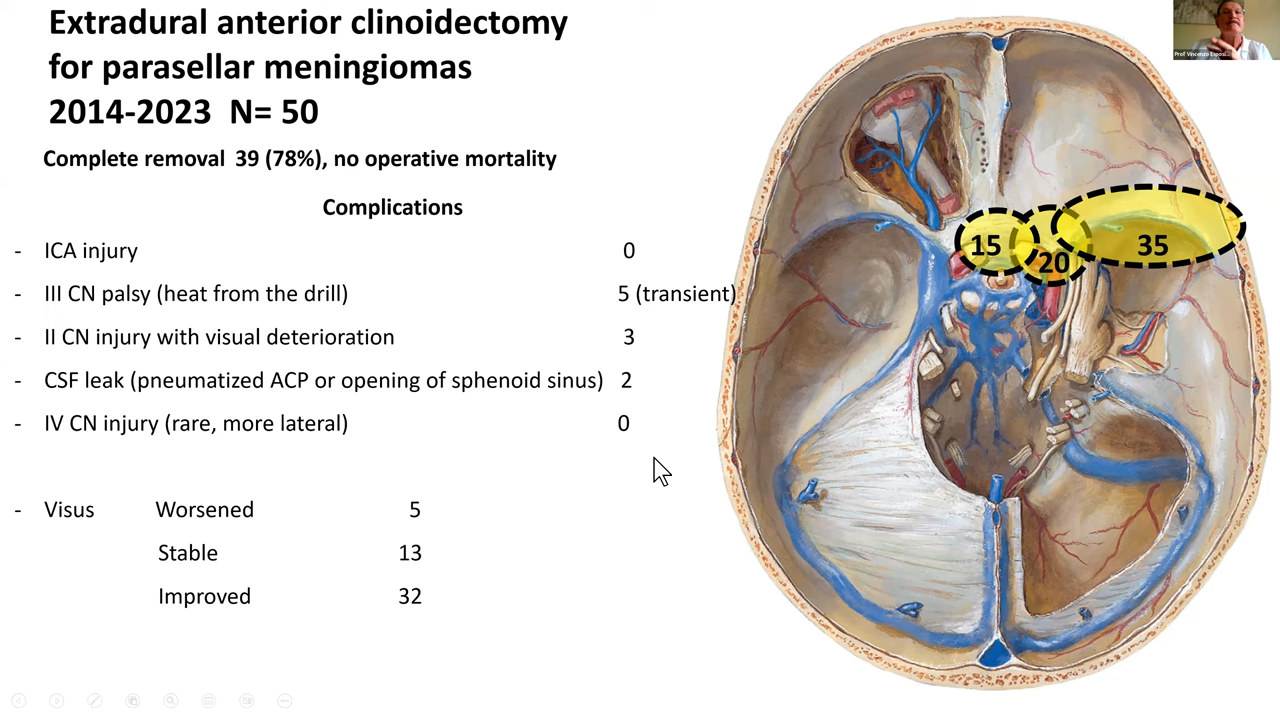 Extradural anterior clinoidectomy
for parasellar meningiomas
2014-2023 N= 50
Complete removal 39 (78%), no operative mortality
Complications
- ICA injury 0
- III CN palsy (heat from the drill) 5 (transient)
- II CN injury with visual deterioration 3
- CSF leak (pneumatized ACP or opening of sphenoid sinus) 2
- IV CN injury (rare, more lateral) 0
- Visus Worsened 5
Stable 13
Improved 32
15
20
35
Prof Vincenzo Esposi...